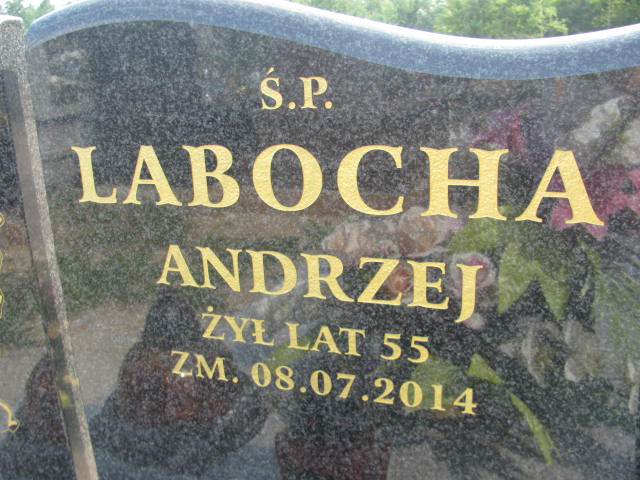 Ś.P.
LABOCHA
ANDRZEJ
ŻYŁ LAT 55
ZM. 08.07.2014